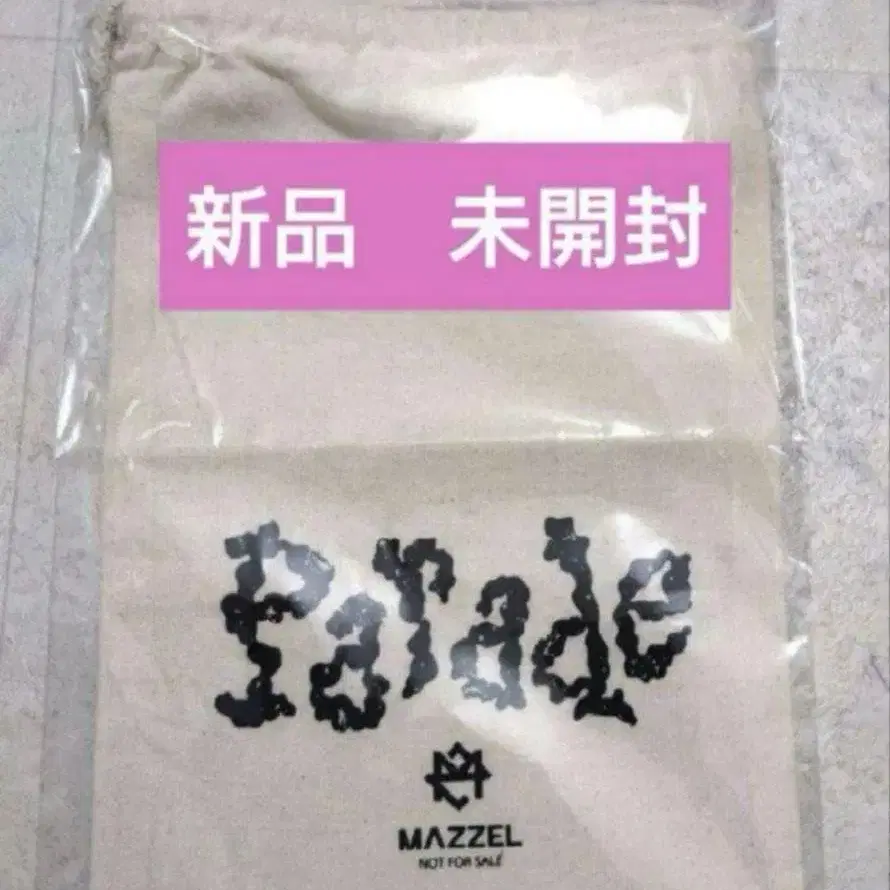 新品　未開封
Parade
MAZZEL
NOT FOR SALE